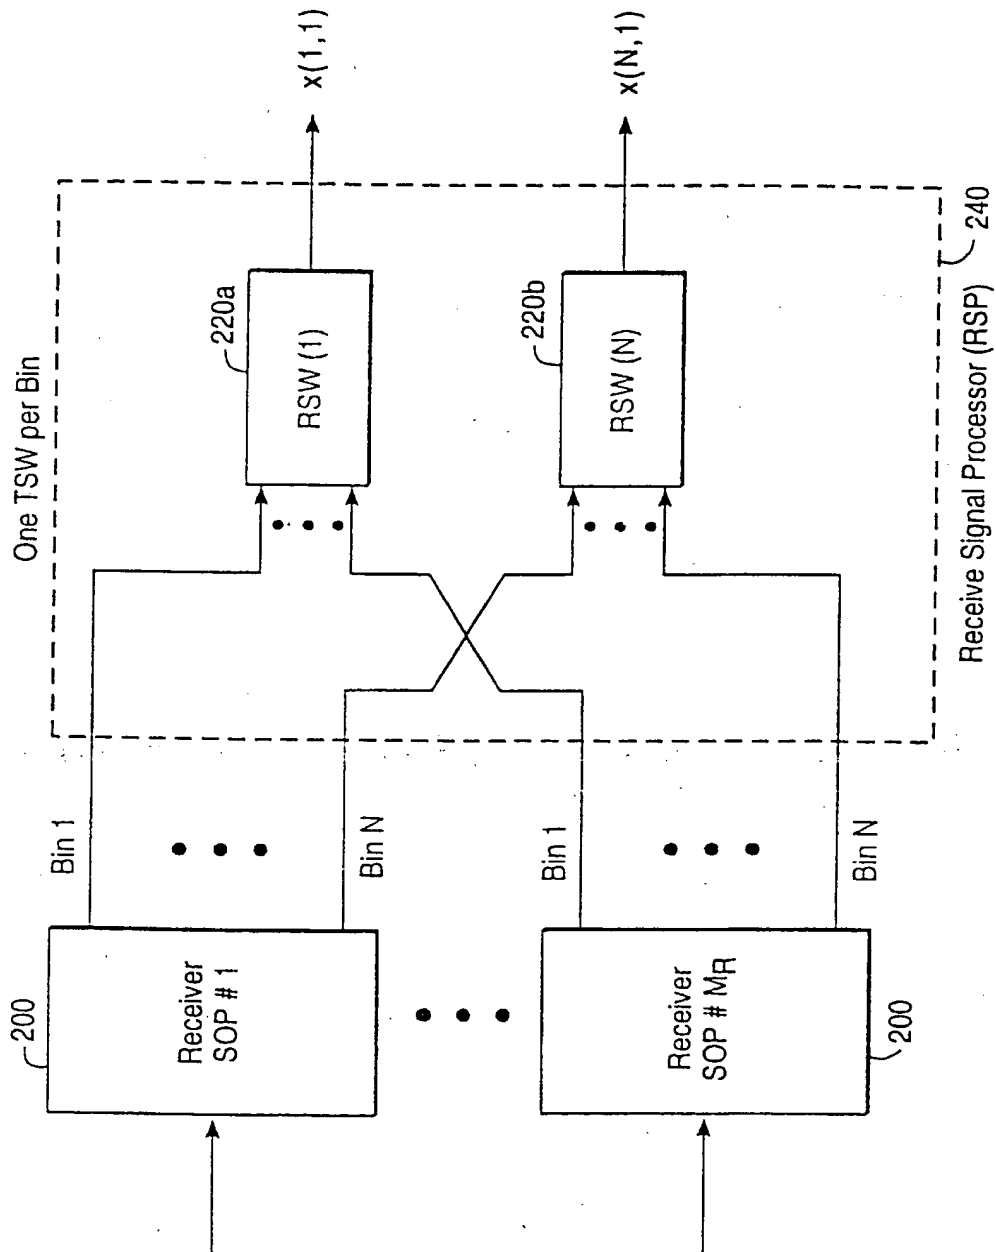 One TSW per Bin
200
Receiver
SOP # 1
Bin 1
Bin N
220a
RSW (1)
x(1,1)
Receiver
SOP # MR
200
Bin 1
Bin N
220b
RSW (N)
x(N,1)
240
Receive Signal Processor (RSP)